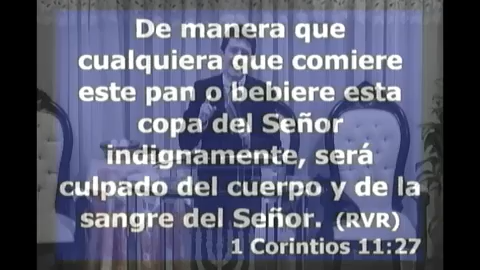 De manera que
cualquiera que comiere
este pan o bebiere esta
copa del Señor
indignamente, será
culpado del cuerpo y de la
sangre del Señor. (RVR)
1 Corintios 11:27